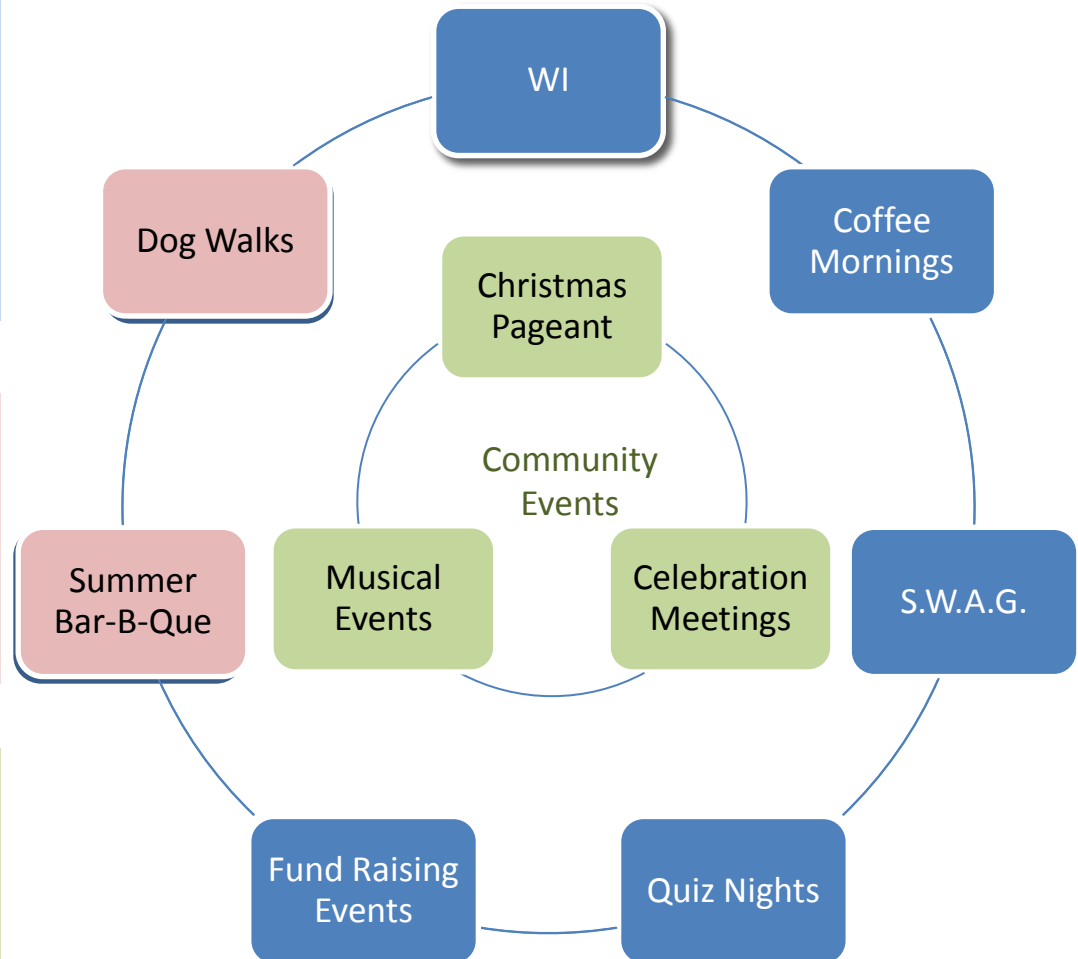 WI
Dog Walks
Coffee
Mornings
Christmas
Pageant
Community
Events
Summer
Bar-B-Que
Musical
Events
Celebration
Meetings
S.W.A.G.
Fund Raising
Events
Quiz Nights